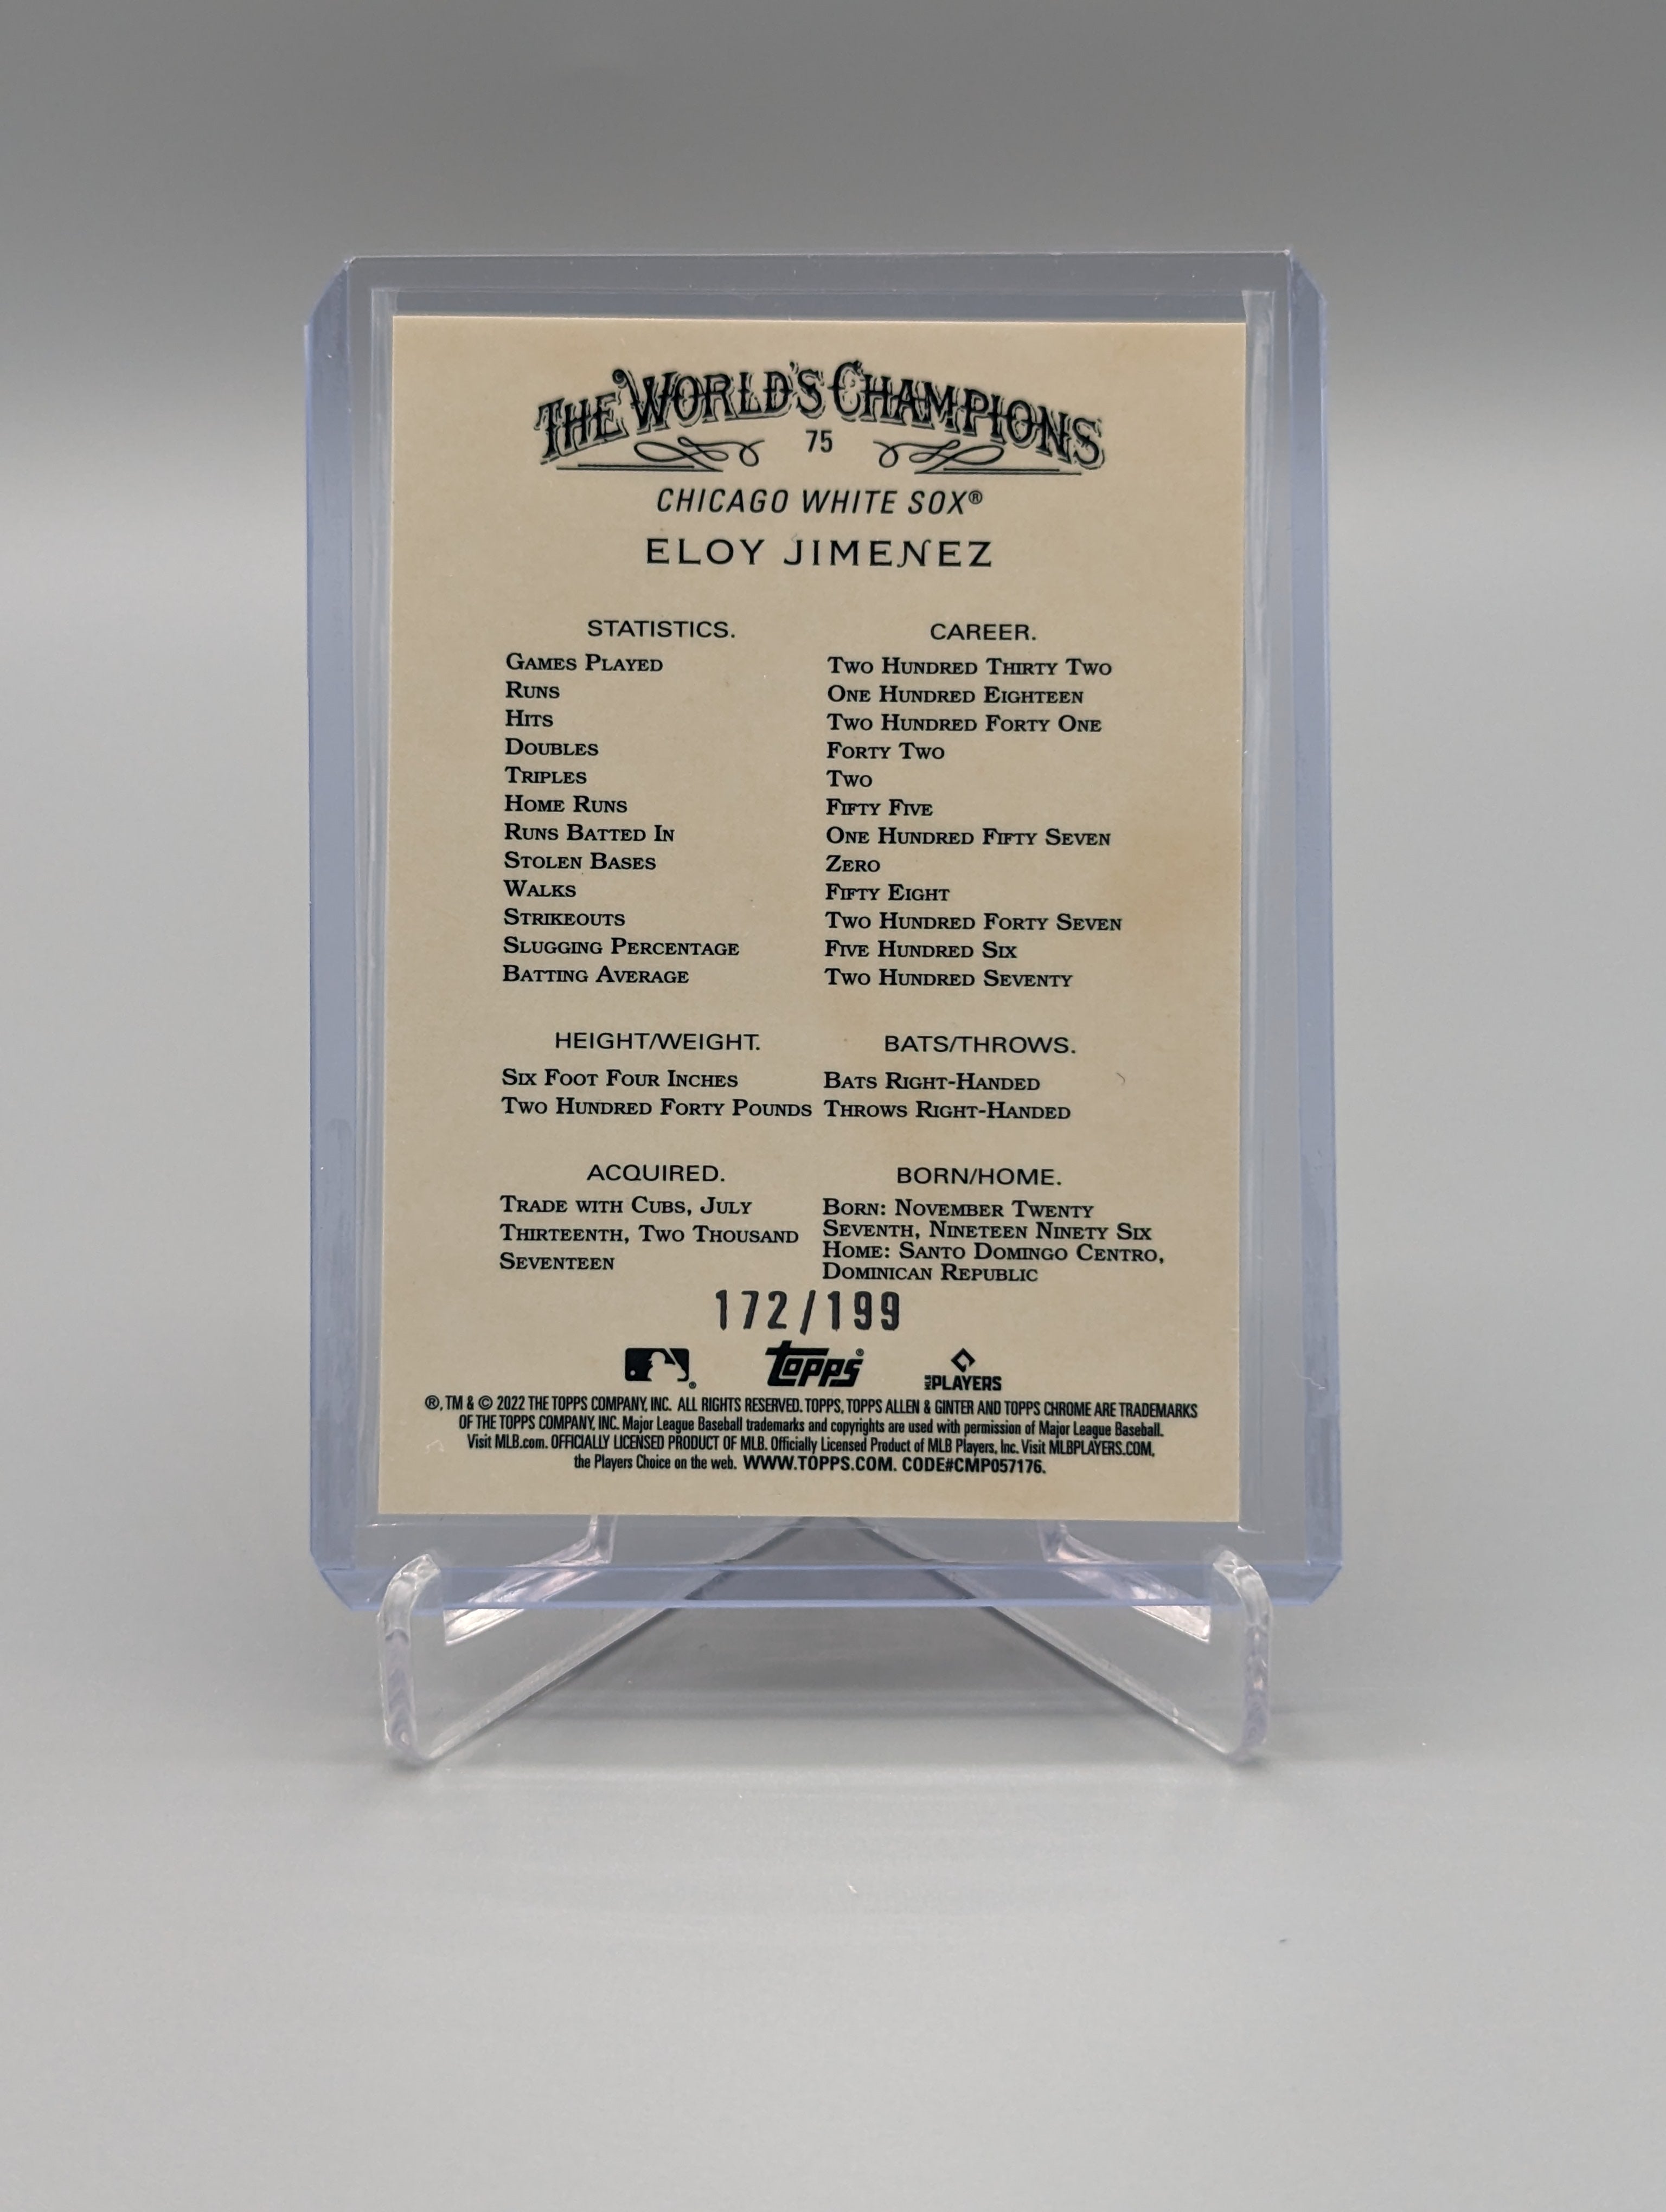 THE WORLD'S CHAMPIONS
75
CHICAGO WHITE SOX®
ELOY JIMENEZ
STATISTICS. CAREER.
GAMES PLAYED TWO HUNDRED THIRTY TWO
RUNS ONE HUNDRED EIGHTEEN
HITS TWO HUNDRED FORTY ONE
DOUBLES FORTY TWO
TRIPLES TWO
HOME RUNS FIFTY FIVE
RUNS BATTED IN ONE HUNDRED FIFTY SEVEN
STOLEN BASES ZERO
WALKS FIFTY EIGHT
STRIKEOUTS TWO HUNDRED FORTY SEVEN
SLUGGING PERCENTAGE FIVE HUNDRED SIX
BATTING AVERAGE TWO HUNDRED SEVENTY
HEIGHT/WEIGHT.
SIX FOOT FOUR INCHES
TWO HUNDRED FORTY POUNDS
BATS/THROWS.
BATS RIGHT-HANDED
THROWS RIGHT-HANDED
ACQUIRED.
TRADE WITH CUBS, JULY
THIRTEENTH, TWO THOUSAND
SEVENTEEN
BORN/HOME.
BORN: NOVEMBER TWENTY
SEVENTH, NINETEEN NINETY SIX
HOME: SANTO DOMINGO CENTRO,
DOMINICAN REPUBLIC
172/199
topps® PLAYERS
®, TM & © 2022 THE TOPPS COMPANY, INC. ALL RIGHTS RESERVED. TOPPS, TOPPS ALLEN & GINTER AND TOPPS CHROME ARE TRADEMARKS
OF THE TOPPS COMPANY, INC. Major League Baseball trademarks and copyrights are used with permission of Major League Baseball.
Visit MLB.com. OFFICIALLY LICENSED PRODUCT OF MLB. Officially Licensed Product of MLB Players, Inc. Visit MLBPLAYERS.COM,
the Players Choice on the web. WWW.TOPPS.COM. CODE#CMP057176.